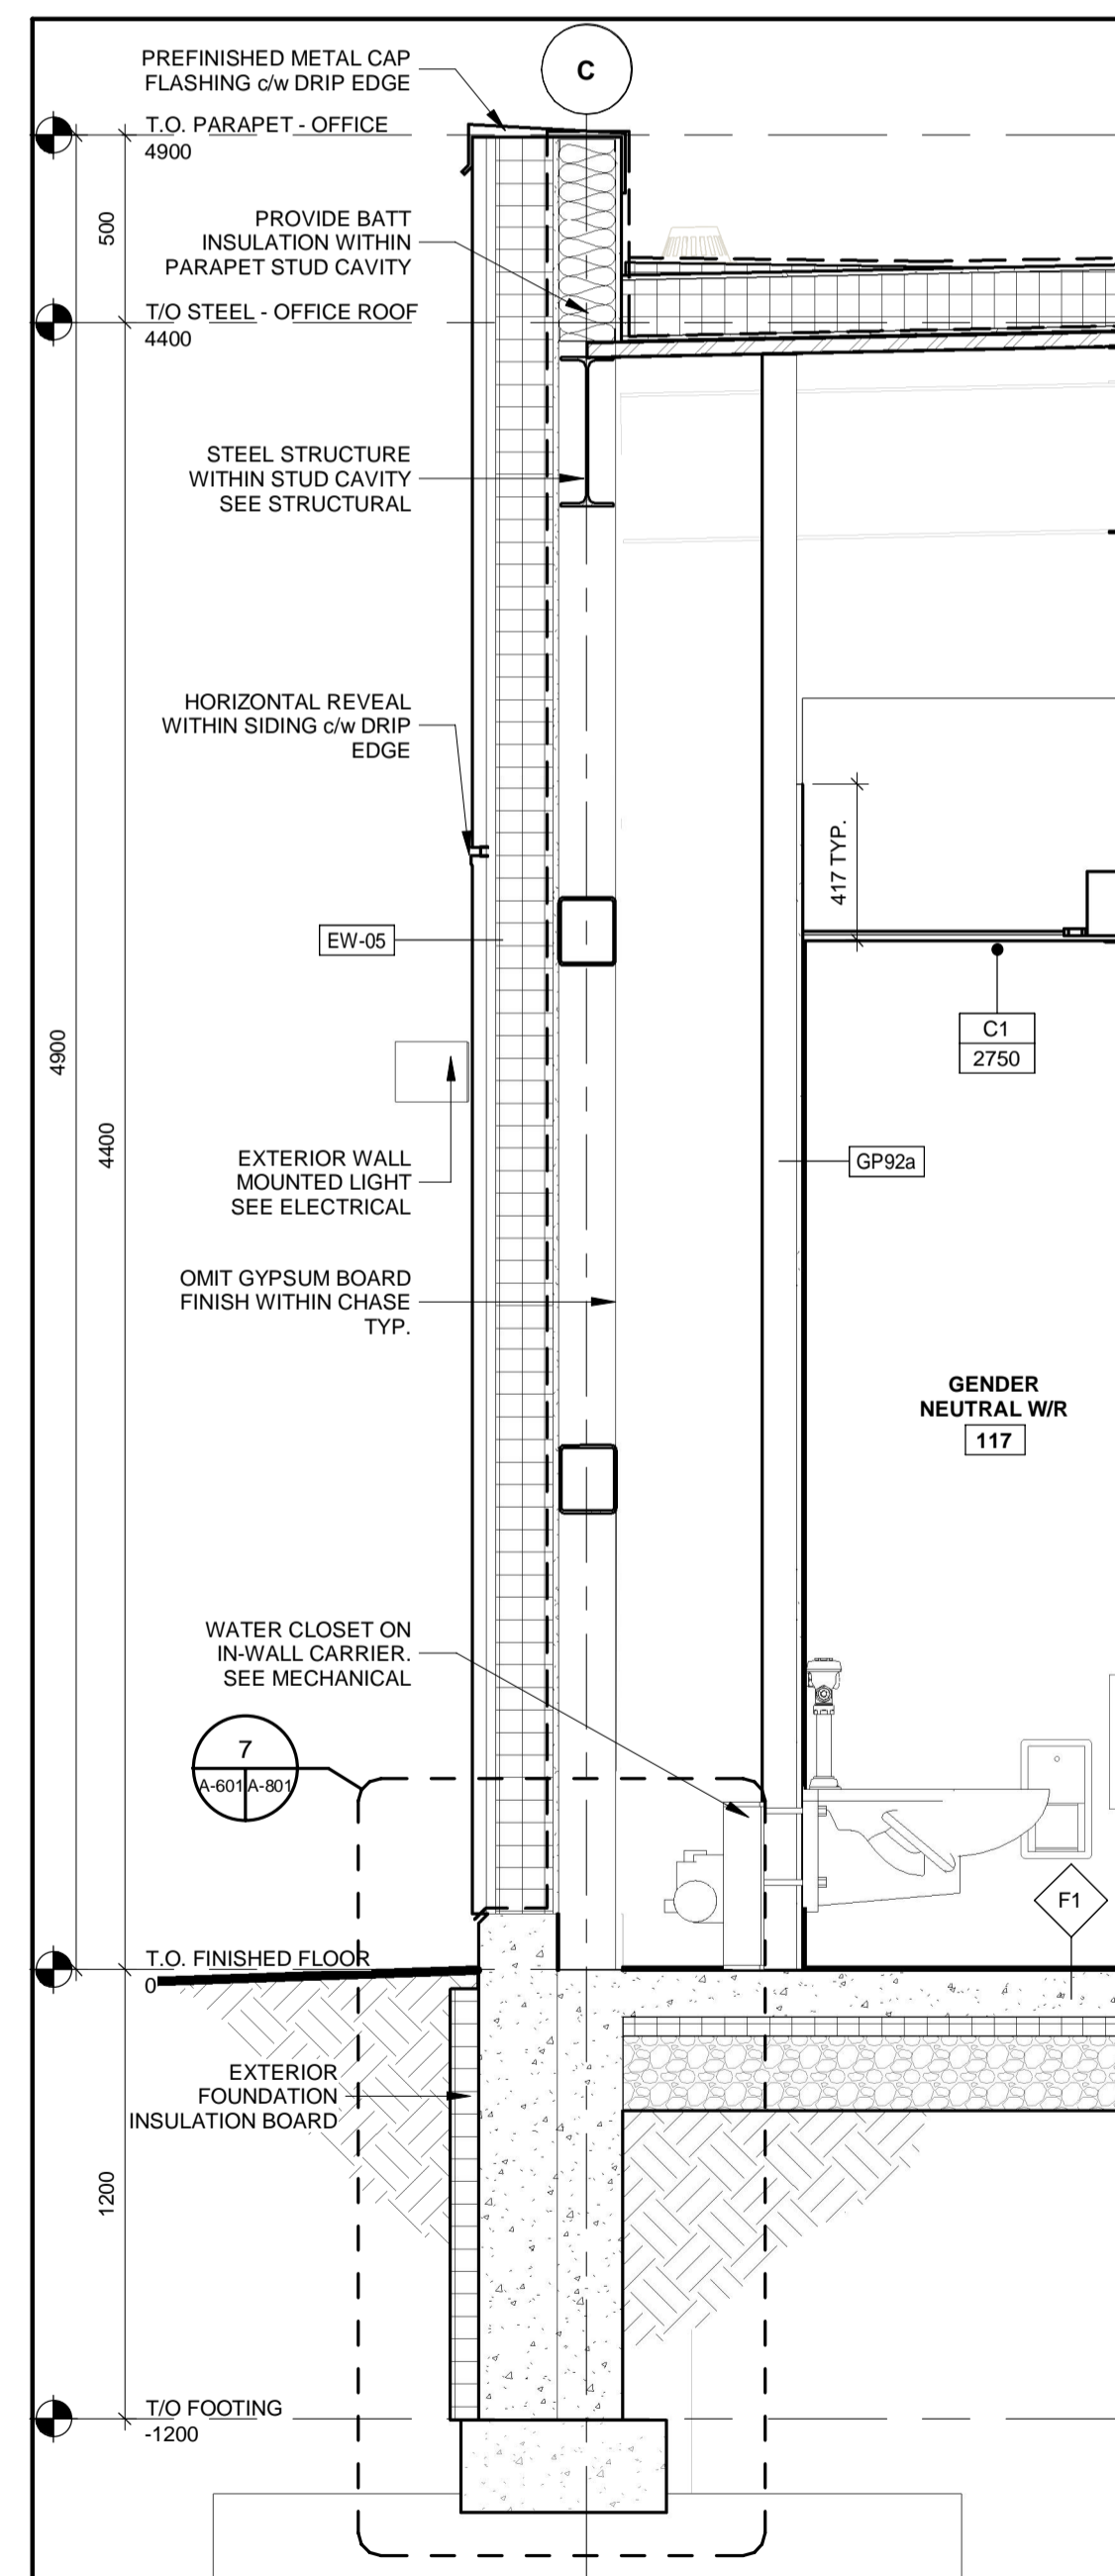 PREFINISHED METAL CAP
FLASHING c/w DRIP EDGE
C
T.O. PARAPET - OFFICE
4900
500
PROVIDE BATT
INSULATION WITHIN
PARAPET STUD CAVITY
T/O STEEL - OFFICE ROOF
4400
STEEL STRUCTURE
WITHIN STUD CAVITY
SEE STRUCTURAL
HORIZONTAL REVEAL
WITHIN SIDING c/w DRIP
EDGE
417 TYP.
EW-05
C1
2750
4900
4400
EXTERIOR WALL
MOUNTED LIGHT
SEE ELECTRICAL
GP92a
OMIT GYPSUM BOARD
FINISH WITHIN CHASE
TYP.
GENDER
NEUTRAL W/R
117
WATER CLOSET ON
IN-WALL CARRIER.
SEE MECHANICAL
7
A-601 A-801
F1
T.O. FINISHED FLOOR
0
EXTERIOR
FOUNDATION
INSULATION BOARD
1200
T/O FOOTING
-1200